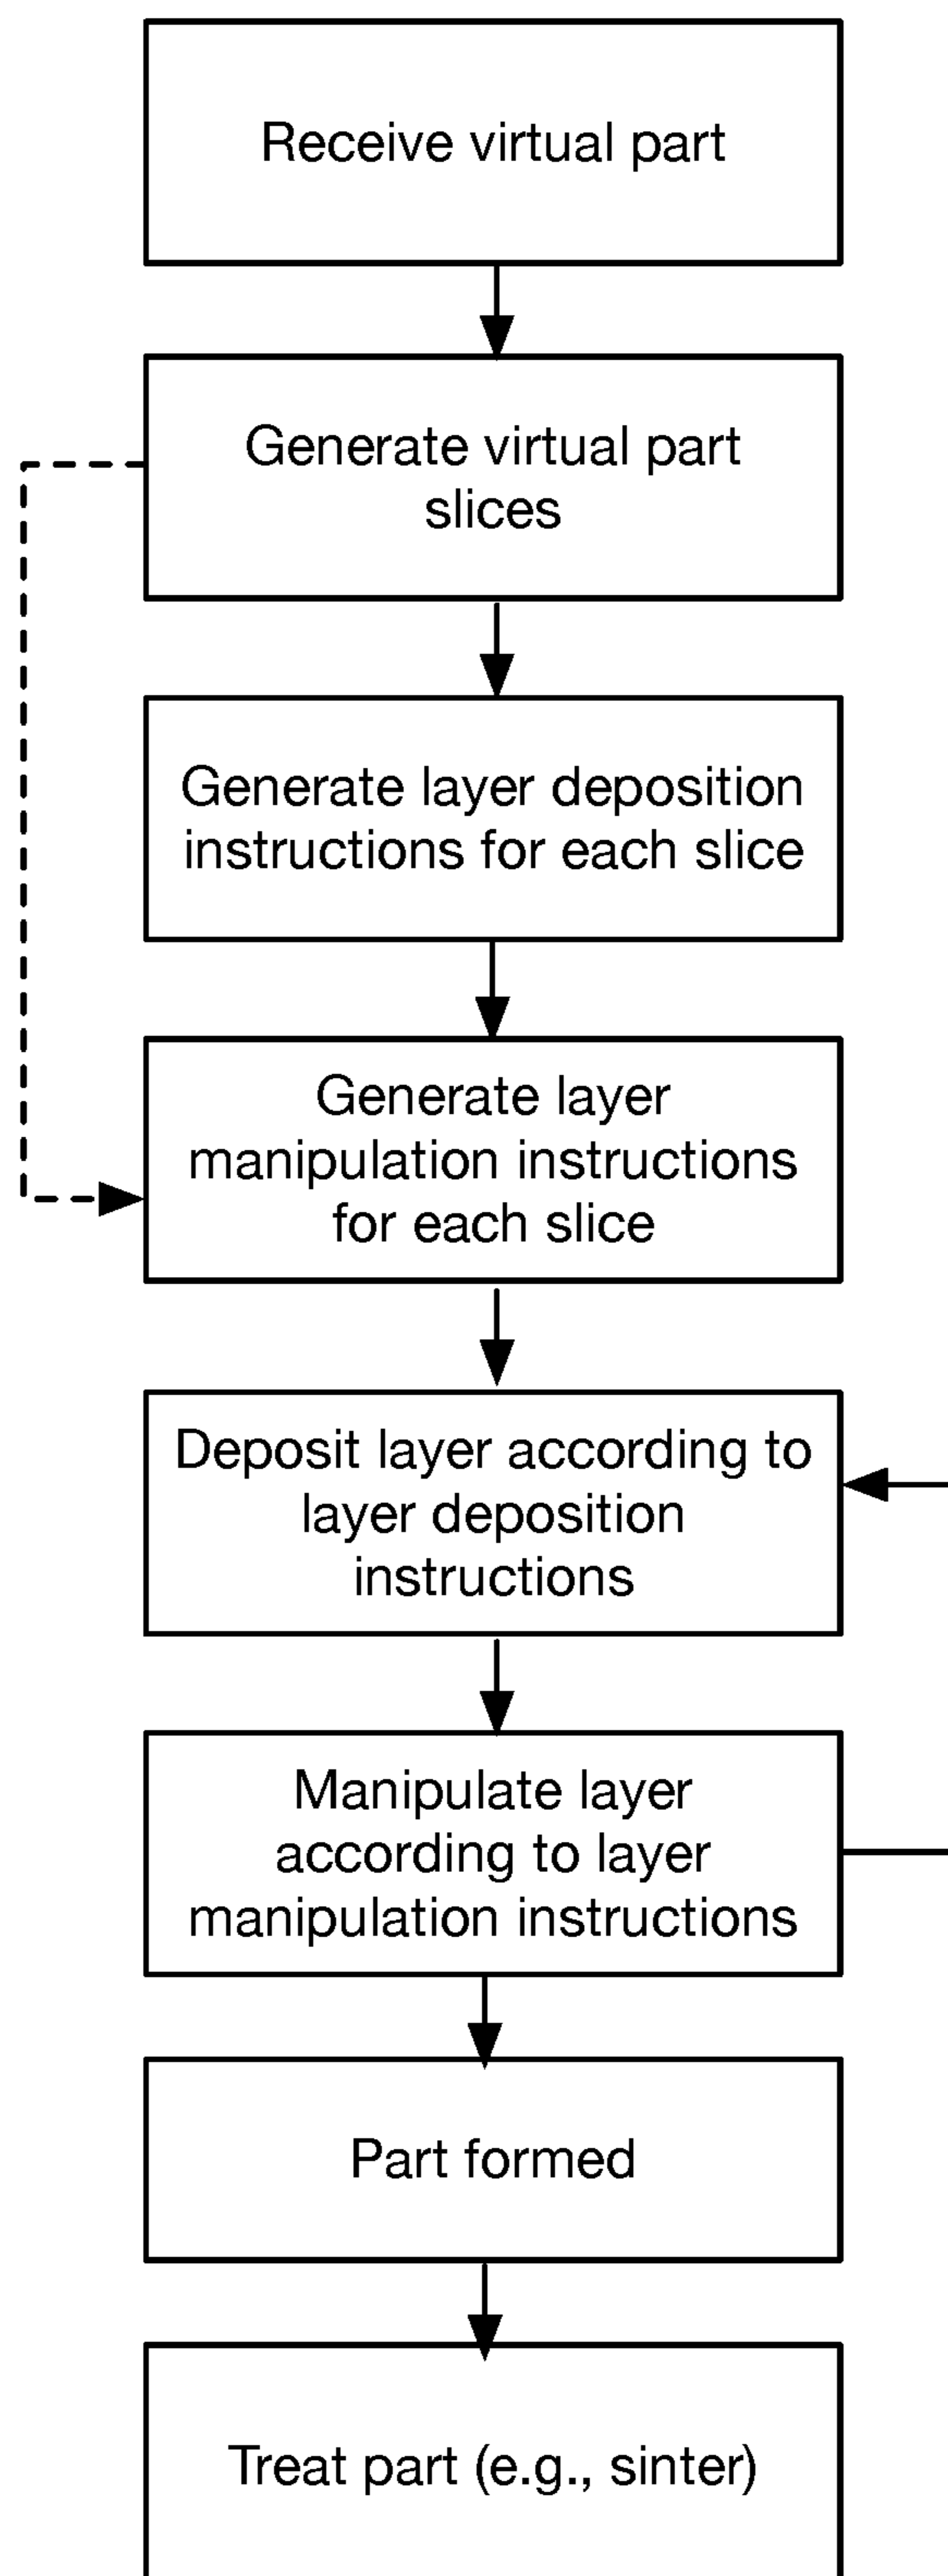 Receive virtual part
Generate virtual part
slices
Generate layer deposition
instructions for each slice
Generate layer
manipulation instructions
for each slice
Deposit layer according to
layer deposition
instructions
Manipulate layer
according to layer
manipulation instructions
Part formed
Treat part (e.g., sinter)